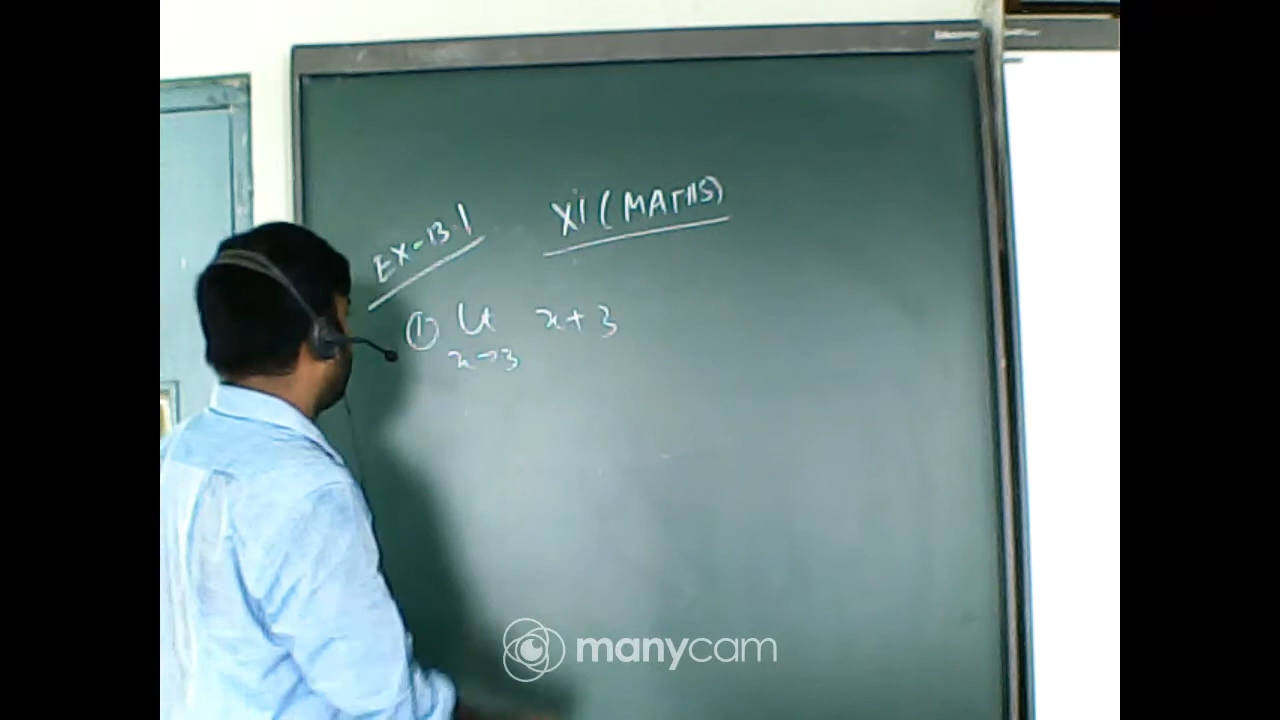 XI (MATHS)
EX-13.1
① Lt x+3
x→3
manycam